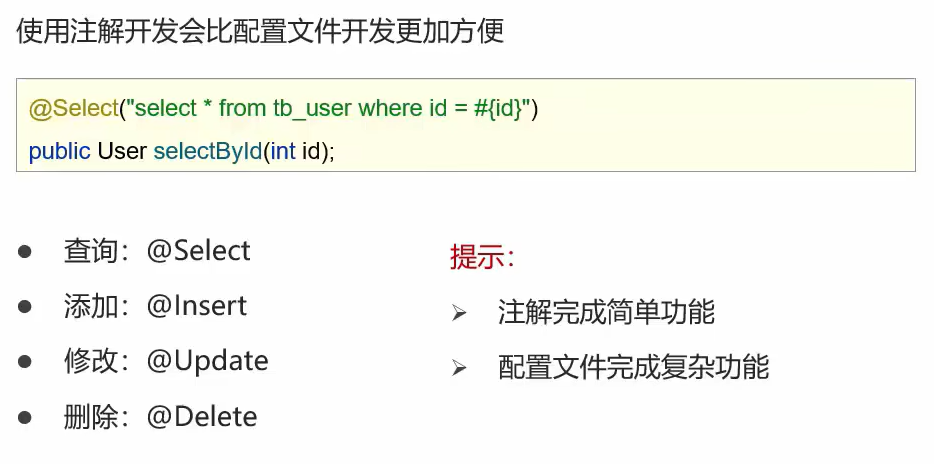 使用注解开发会比配置文件开发更加方便
@Select("select * from tb_user where id = #{id}")
public User selectById(int id);
查询：@Select
添加：@Insert
修改：@Update
删除：@Delete
提示：
注解完成简单功能
配置文件完成复杂功能